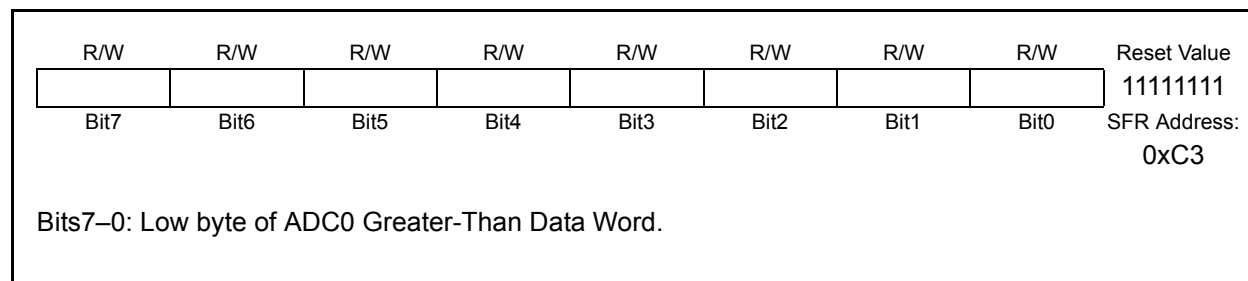 R/W R/W R/W R/W R/W R/W R/W R/W Reset Value
11111111
Bit7 Bit6 Bit5 Bit4 Bit3 Bit2 Bit1 Bit0 SFR Address:
0xC3
Bits7–0: Low byte of ADC0 Greater-Than Data Word.